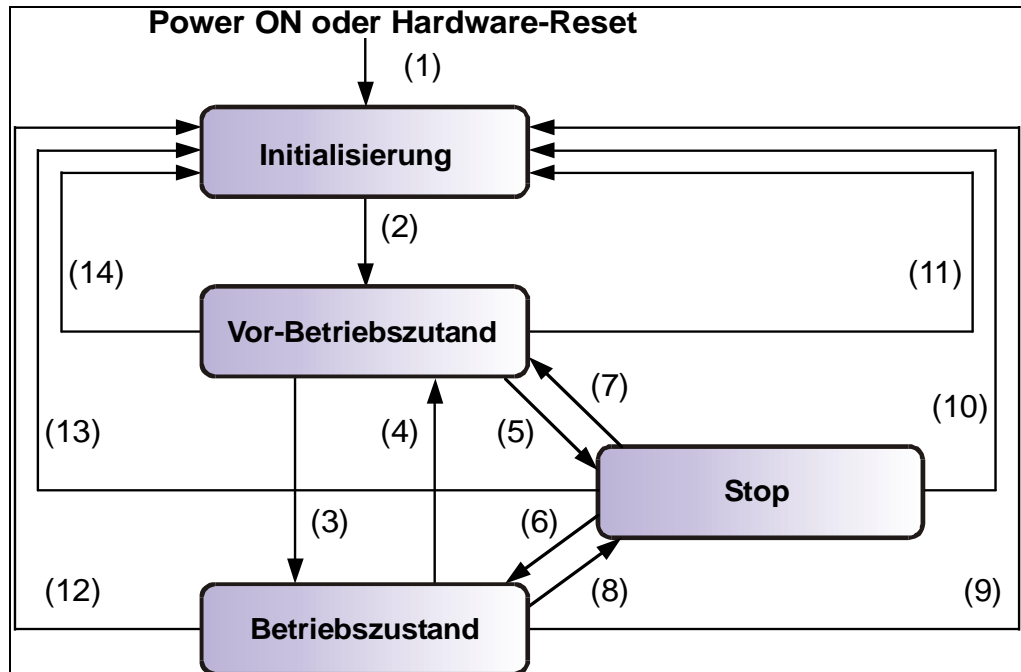 Power ON oder Hardware-Reset
(1)
Initialisierung
(2)
(14)
(11)
Vor-Betriebszutand
(7)
(10)
(13)
(4)
(5)
Stop
(3)
(6)
(12)
(8)
(9)
Betriebszustand